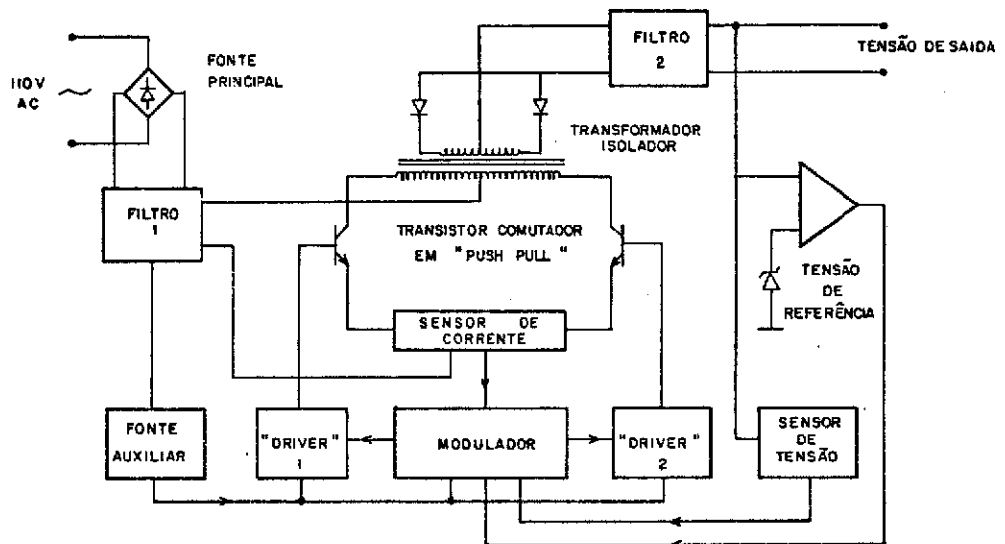 110V
AC
FONTE
PRINCIPAL
FILTRO
2
TENSÃO DE SAIDA
TRANSFORMADOR
ISOLADOR
FILTRO
1
TRANSISTOR COMUTADOR
EM "PUSH PULL"
TENSÃO
DE
REFERÊNCIA
SENSOR DE
CORRENTE
FONTE
AUXILIAR
"DRIVER"
1
MODULADOR
"DRIVER"
2
SENSOR
DE
TENSÃO